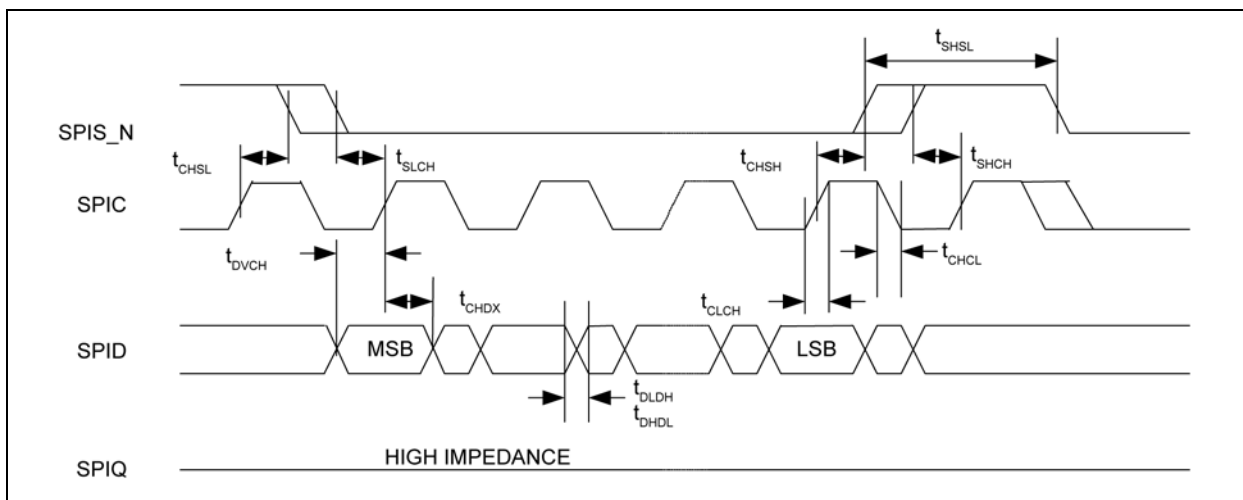 tSHSL
SPIS_N
tCHSL
tSLCH
tCHSH
tSHCH
SPIC
tDVCH
tCHCL
tCHDX
tCLCH
SPID
MSB
LSB
tDLDH
tDHDL
HIGH IMPEDANCE
SPIQ